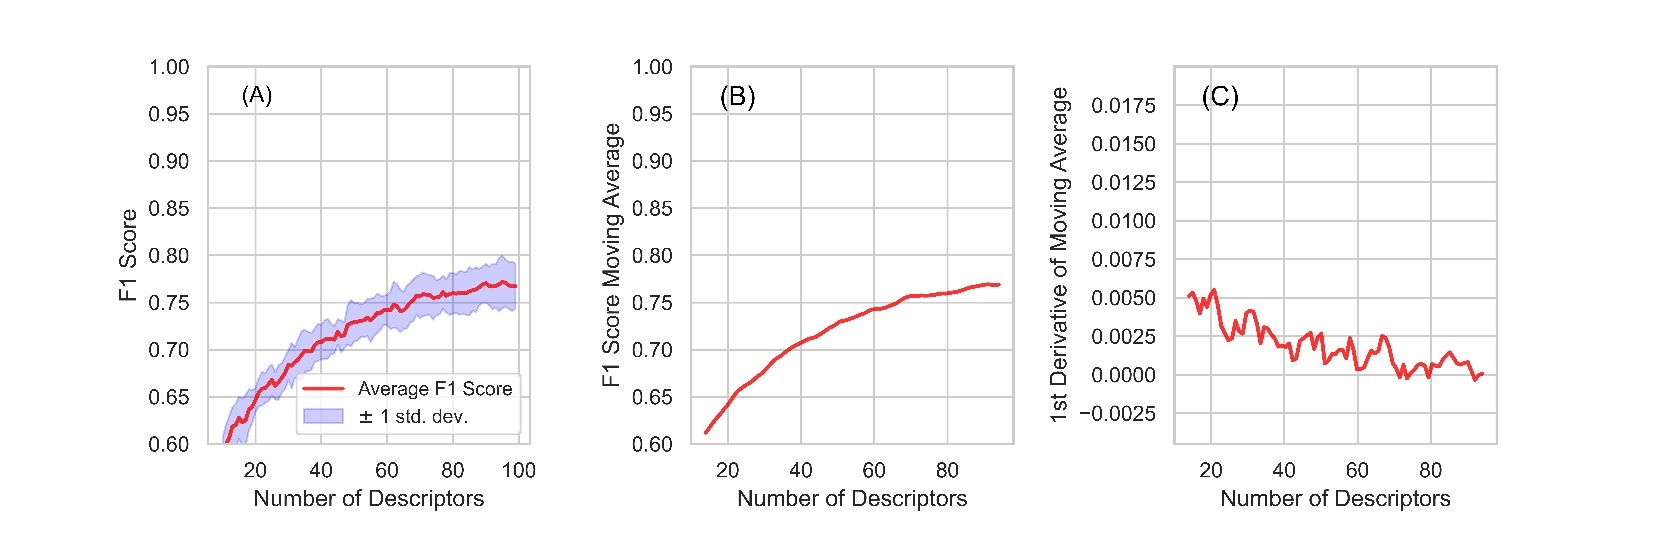 (A)
F1 Score
1.00
0.95
0.90
0.85
0.80
0.75
0.70
0.65
0.60
Average F1 Score
± 1 std. dev.
20 40 60 80 100
Number of Descriptors
(B)
F1 Score Moving Average
1.00
0.95
0.90
0.85
0.80
0.75
0.70
0.65
0.60
20 40 60 80
Number of Descriptors
(C)
1st Derivative of Moving Average
0.0175
0.0150
0.0125
0.0100
0.0075
0.0050
0.0025
0.0000
−0.0025
20 40 60 80
Number of Descriptors